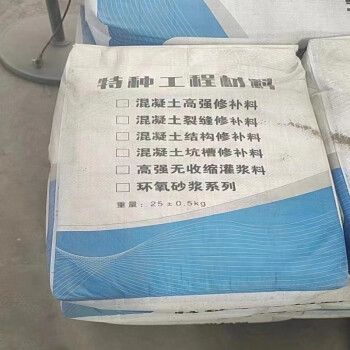 特种工程材料
□ 混凝土高强修补料
□ 混凝土裂缝修补料
□ 混凝土结构修补料
□ 混凝土坑槽修补料
□ 高强无收缩灌浆料
□ 环氧砂浆系列
重量：25±0.5kg